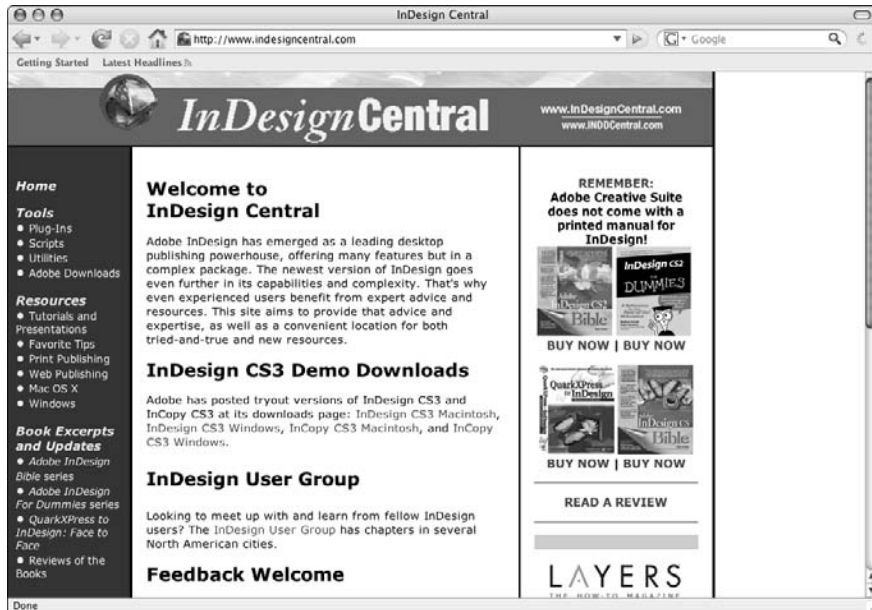 InDesign Central
http://www.indesigncentral.com
G
Google
Getting Started Latest Headlines
InDesignCentral
www.InDesignCentral.com
www.INDDCentral.com
Home
Tools
• Plug-Ins
• Scripts
• Utilities
• Adobe Downloads
Resources
• Tutorials and
Presentations
• Favorite Tips
• Print Publishing
• Web Publishing
• Mac OS X
• Windows
Book Excerpts
and Updates
• Adobe InDesign
Bible series
• Adobe InDesign
For Dummies series
• QuarkXPress to
InDesign: Face to
Face
• Reviews of the
Books
Welcome to
InDesign Central
Adobe InDesign has emerged as a leading desktop
publishing powerhouse, offering many features but in a
complex package. The newest version of InDesign goes
even further in its capabilities and complexity. That's why
even experienced users benefit from expert advice and
resources. This site aims to provide that advice and
expertise, as well as a convenient location for both
tried-and-true and new resources.
InDesign CS3 Demo Downloads
Adobe has posted tryout versions of InDesign CS3 and
InCopy CS3 at its downloads page: InDesign CS3 Macintosh,
InDesign CS3 Windows, InCopy CS3 Macintosh, and InCopy
CS3 Windows.
InDesign User Group
Looking to meet up with and learn from fellow InDesign
users? The InDesign User Group has chapters in several
North American cities.
Feedback Welcome
REMEMBER:
Adobe Creative Suite
does not come with a
printed manual for
InDesign!
Adobe
InDesign CS2
Bible
InDesign CS2
DUMMIES
BUY NOW | BUY NOW
QuarkXPress
to InDesign
InDesign CS
Bible
BUY NOW | BUY NOW
READ A REVIEW
LAYERS
THE HOW-TO MAGAZINE
Done